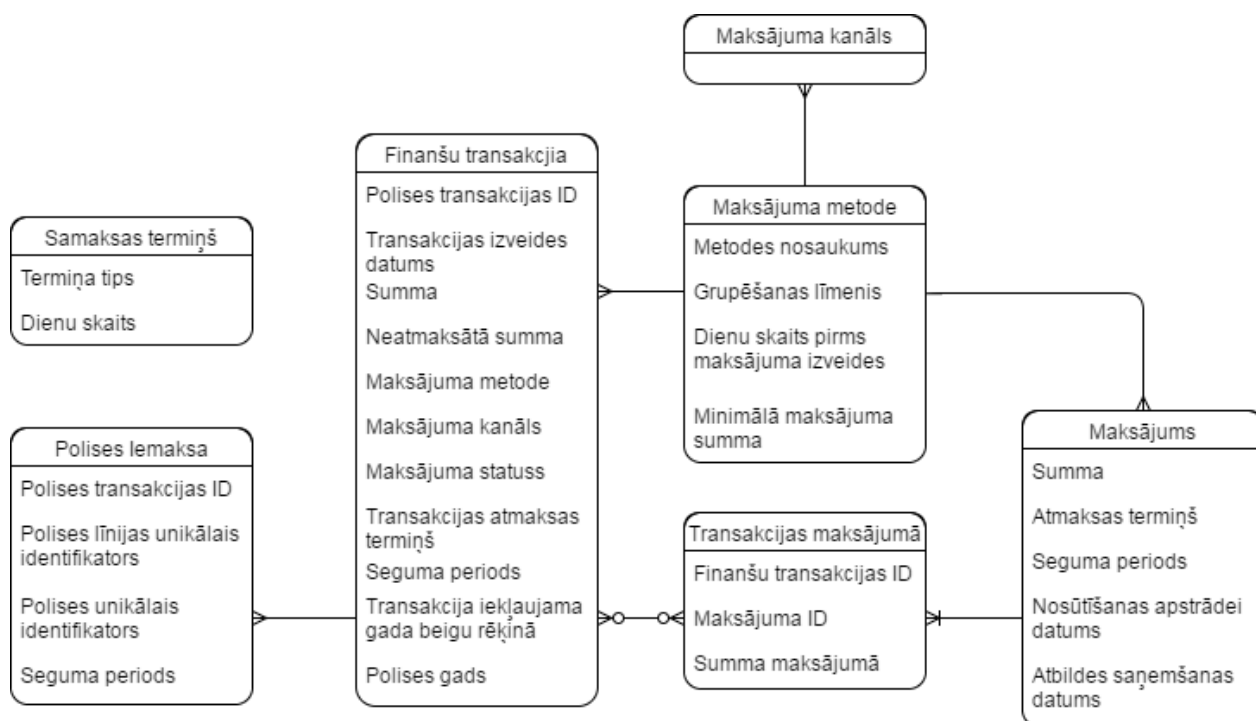 Maksājuma kanāls
Finanšu transakcjia
Polises transakcijas ID
Transakcijas izveides
datums
Summa
Neatmaksātā summa
Maksājuma metode
Maksājuma kanāls
Maksājuma statuss
Transakcijas atmaksas
termiņš
Seguma periods
Transakcija iekļaujama
gada beigu rēķinā
Polises gads
Maksājuma metode
Metodes nosaukums
Grupēšanas līmenis
Dienu skaits pirms
maksājuma izveides
Minimālā maksājuma
summa
Samaksas termiņš
Termiņa tips
Dienu skaits
Polises Iemaksa
Polises transakcijas ID
Polises līnijas unikālais
identifikators
Polises unikālais
identifikators
Seguma periods
Transakcijas maksājumā
Finanšu transakcijas ID
Maksājuma ID
Summa maksājumā
Maksājums
Summa
Atmaksas termiņš
Seguma periods
Nosūtīšanas apstrādei
datums
Atbildes saņemšanas
datums